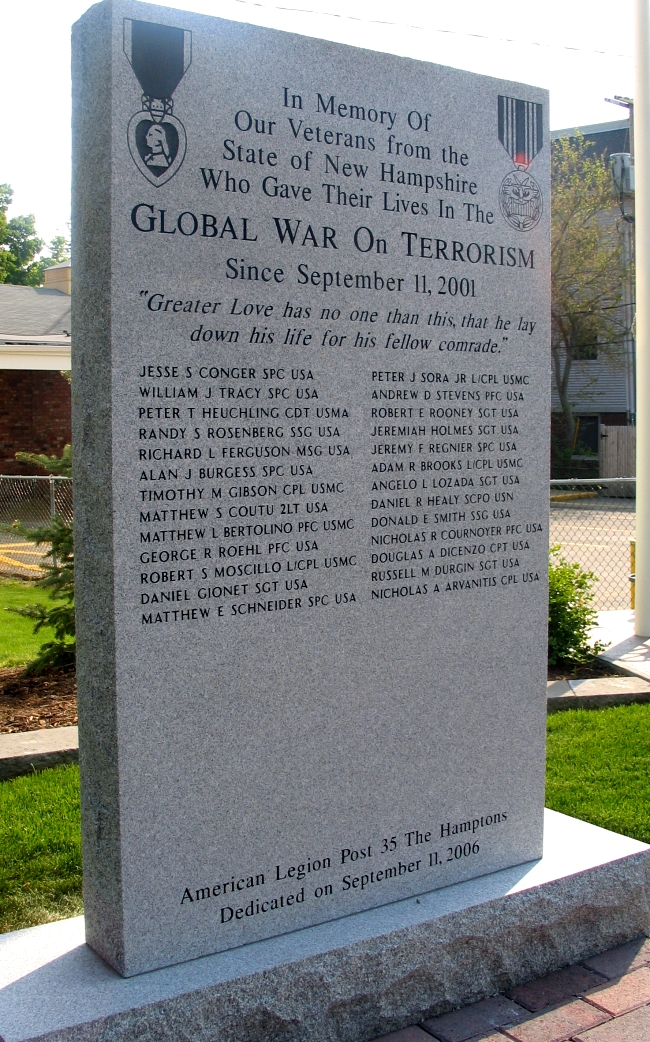 In Memory Of
Our Veterans from the
State of New Hampshire
Who Gave Their Lives In The
GLOBAL WAR ON TERRORISM
Since September 11, 2001
"Greater Love has no one than this, that he lay
down his life for his fellow comrade."
JESSE S CONGER SPC USA
WILLIAM J TRACY SPC USA
PETER T HEUCHLING CDT USMA
RANDY S ROSENBERG SSG USA
RICHARD L FERGUSON MSG USA
ALAN J BURGESS SPC USA
TIMOTHY M GIBSON CPL USMC
MATTHEW S COUTU 2LT USA
MATTHEW L BERTOLINO PFC USMC
GEORGE R ROEHL PFC USA
ROBERT S MOSCILLO L/CPL USMC
DANIEL GIONET SGT USA
MATTHEW E SCHNEIDER SPC USA
PETER J SORA JR L/CPL USMC
ANDREW D STEVENS PFC USA
ROBERT E ROONEY SGT USA
JEREMIAH HOLMES SGT USA
JEREMY F REGNIER SPC USA
ADAM R BROOKS L/CPL USMC
ANGELO L LOZADA SGT USA
DANIEL R HEALY SCPO USN
DONALD E SMITH SSG USA
NICHOLAS R COURNOYER PFC USA
DOUGLAS A DICENZO CPT USA
RUSSELL M DURGIN SGT USA
NICHOLAS A ARVANITIS CPL USA
American Legion Post 35 The Hamptons
Dedicated on September 11, 2006